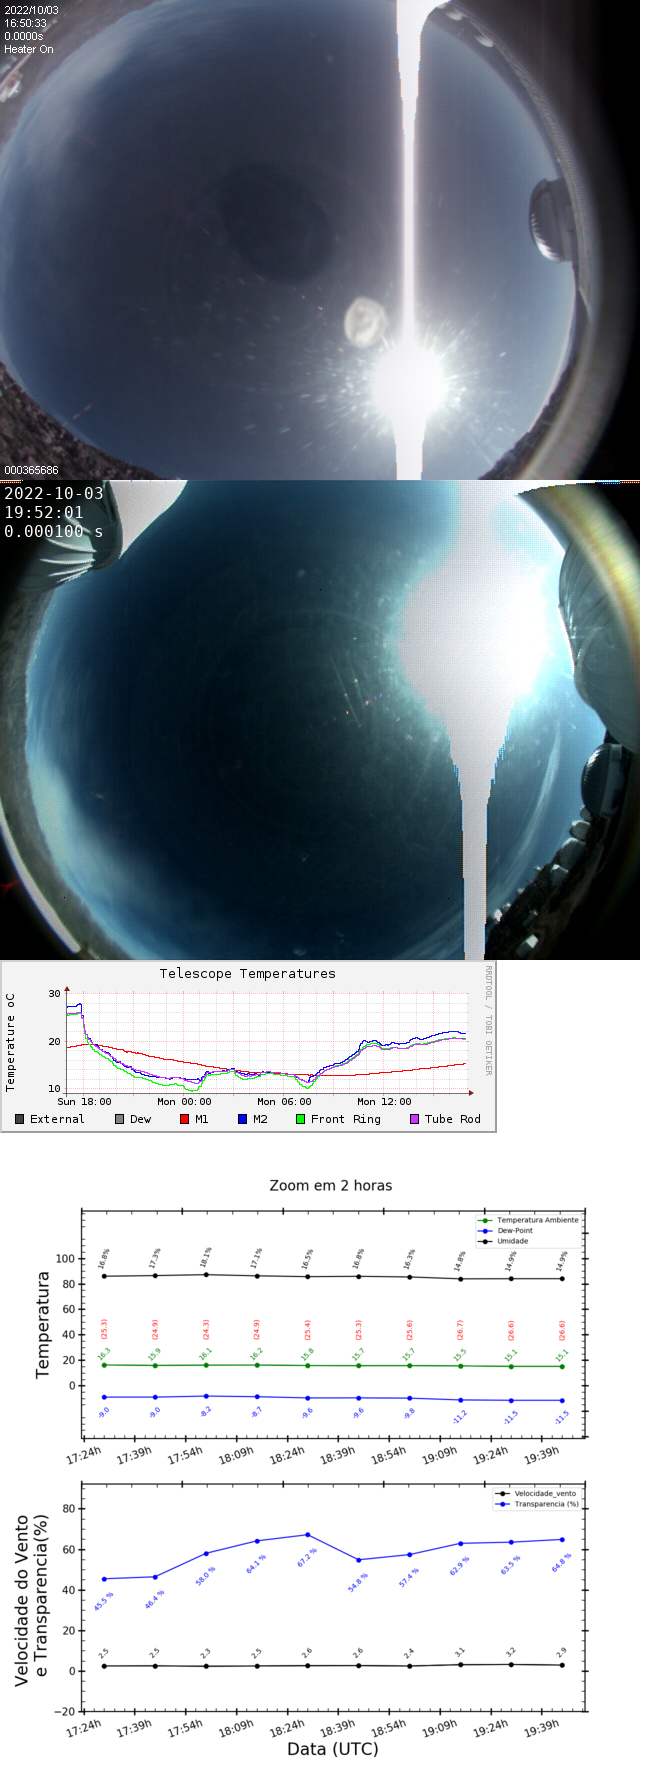 2022/10/03
16:50:33
0.0000s
Heater On
000365686
2022-10-03
19:52:01
0.000100 s
Telescope Temperatures
RRDTOOL / TOBI OETIKER
Temperature oC
30
20
10
Sun 18:00 Mon 00:00 Mon 06:00 Mon 12:00
External Dew M1 M2 Front Ring Tube Rod
Zoom em 2 horas
Temperatura Ambiente
Dew-Point
Umidade
Temperatura
100
80
60
40
20
0
16.8% 17.3% 18.1% 17.1% 16.5% 16.8% 16.3% 14.8% 14.9% 14.9%
(25.3) (24.9) (24.3) (24.9) (25.4) (25.3) (25.6) (26.7) (26.6) (26.6)
16.3 15.9 16.1 16.2 15.8 15.7 15.7 15.5 15.1 15.1
-9.0 -9.0 -8.2 -8.7 -9.6 -9.6 -9.8 -11.2 -11.5 -11.5
17:24h 17:39h 17:54h 18:09h 18:24h 18:39h 18:54h 19:09h 19:24h 19:39h
Velocidade_vento
Transparencia (%)
Velocidade do Vento
e Transparencia(%)
80
60
40
20
0
−20
45.5 % 46.4 % 58.0 % 64.1 % 67.2 % 54.8 % 57.4 % 62.9 % 63.5 % 64.8 %
2.5 2.5 2.3 2.5 2.6 2.6 2.4 3.1 3.2 2.9
17:24h 17:39h 17:54h 18:09h 18:24h 18:39h 18:54h 19:09h 19:24h 19:39h
Data (UTC)